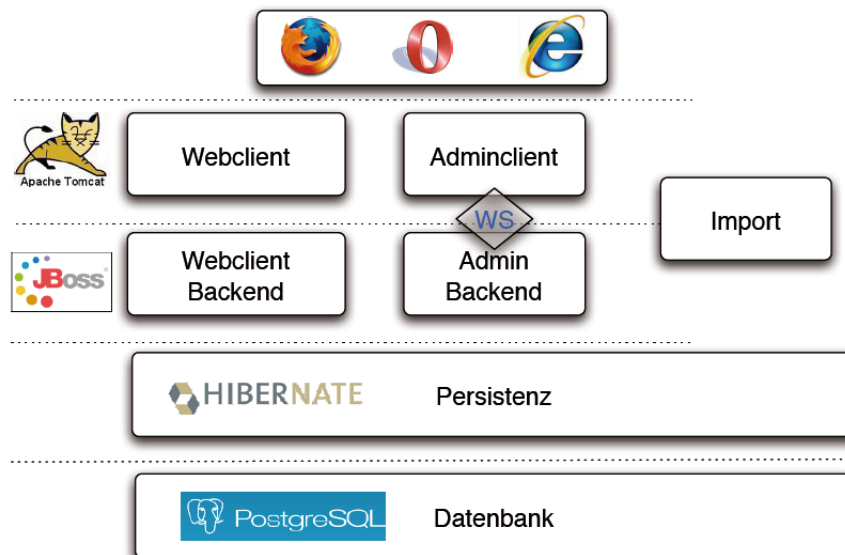 Webclient
Adminclient
Apache Tomcat
WS
Import
JBoss
Webclient
Backend
Admin
Backend
HIBERNATE
Persistenz
PostgreSQL
Datenbank